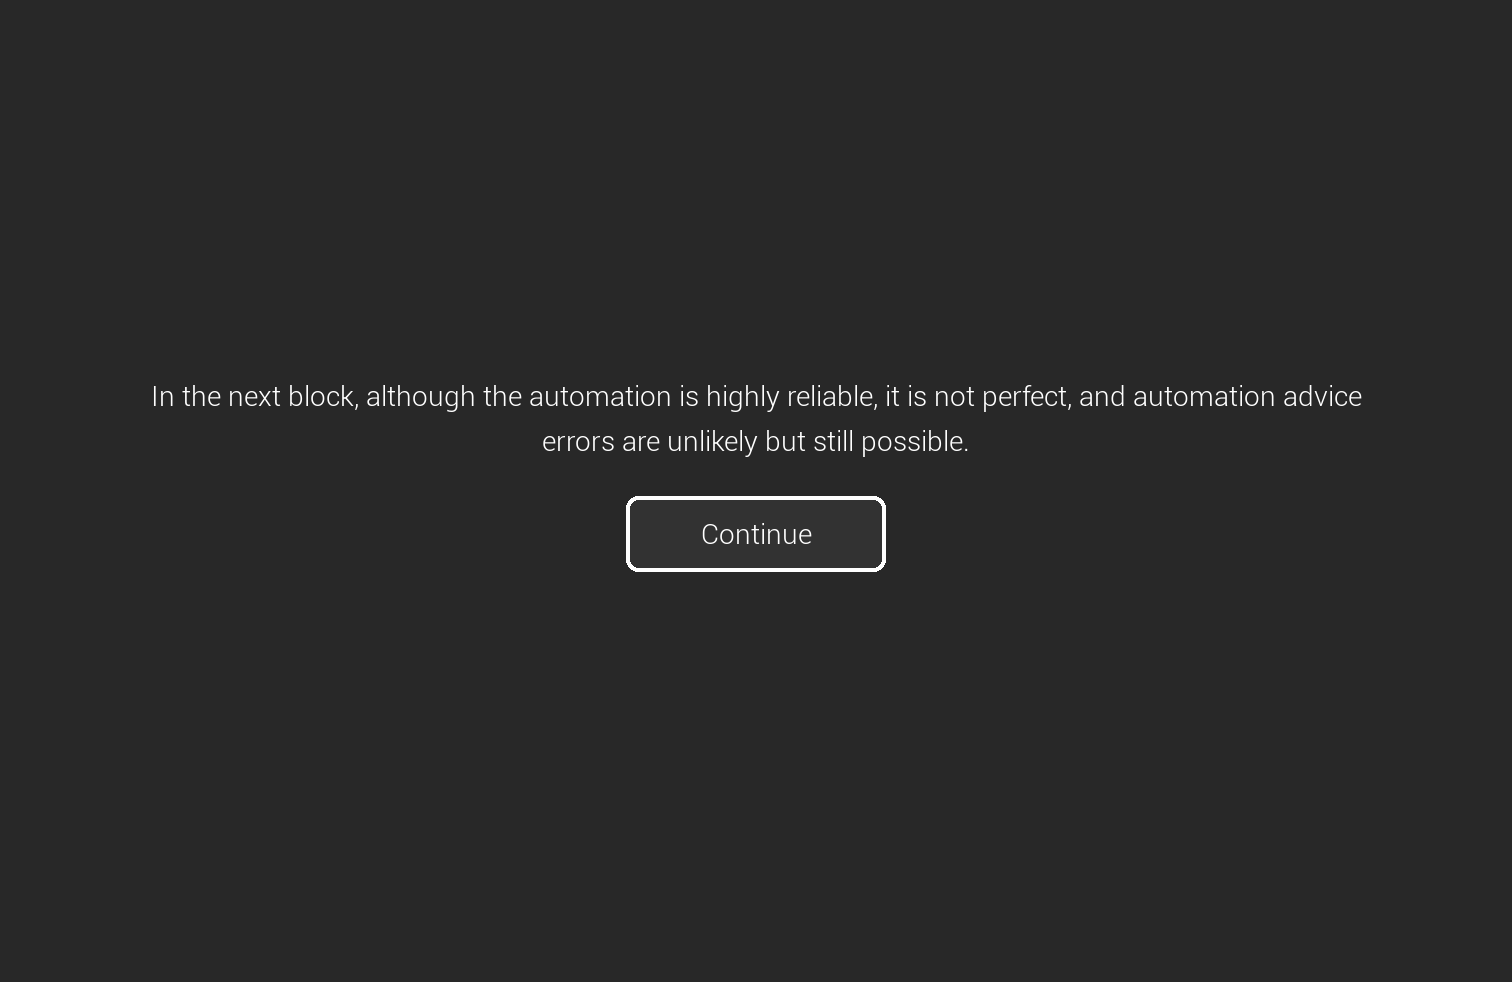 In the next block, although the automation is highly reliable, it is not perfect, and automation advice
errors are unlikely but still possible.
Continue